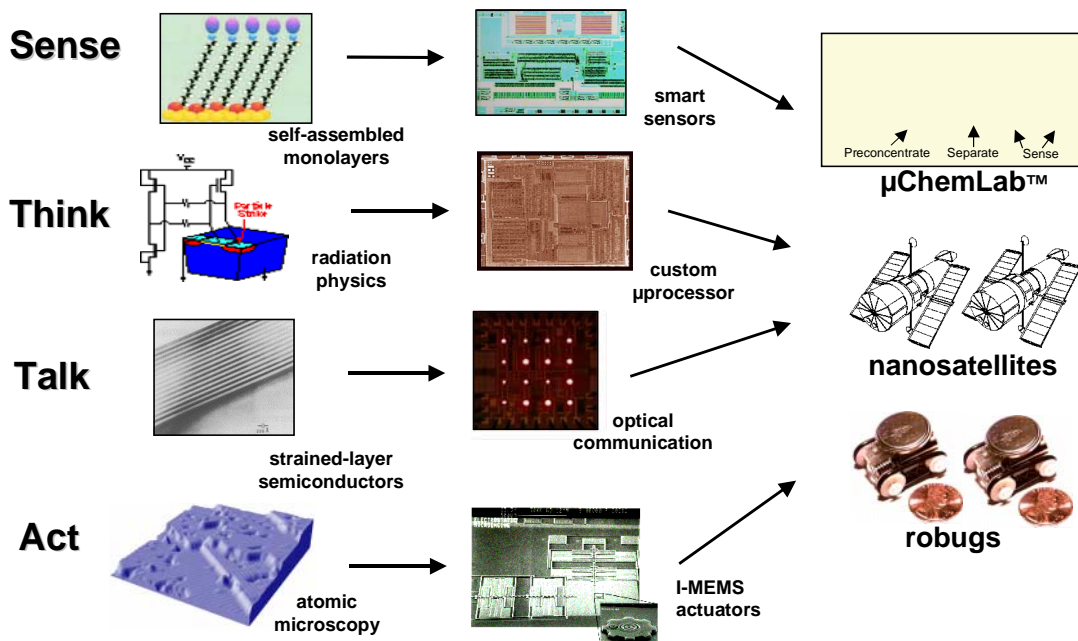 Sense
self-assembled
monolayers
smart
sensors
Preconcentrate Separate Sense
µChemLab™
Think
Particle
Strike
radiation
physics
custom
µprocessor
nanosatellites
Talk
strained-layer
semiconductors
optical
communication
robugs
Act
atomic
microscopy
I-MEMS
actuators